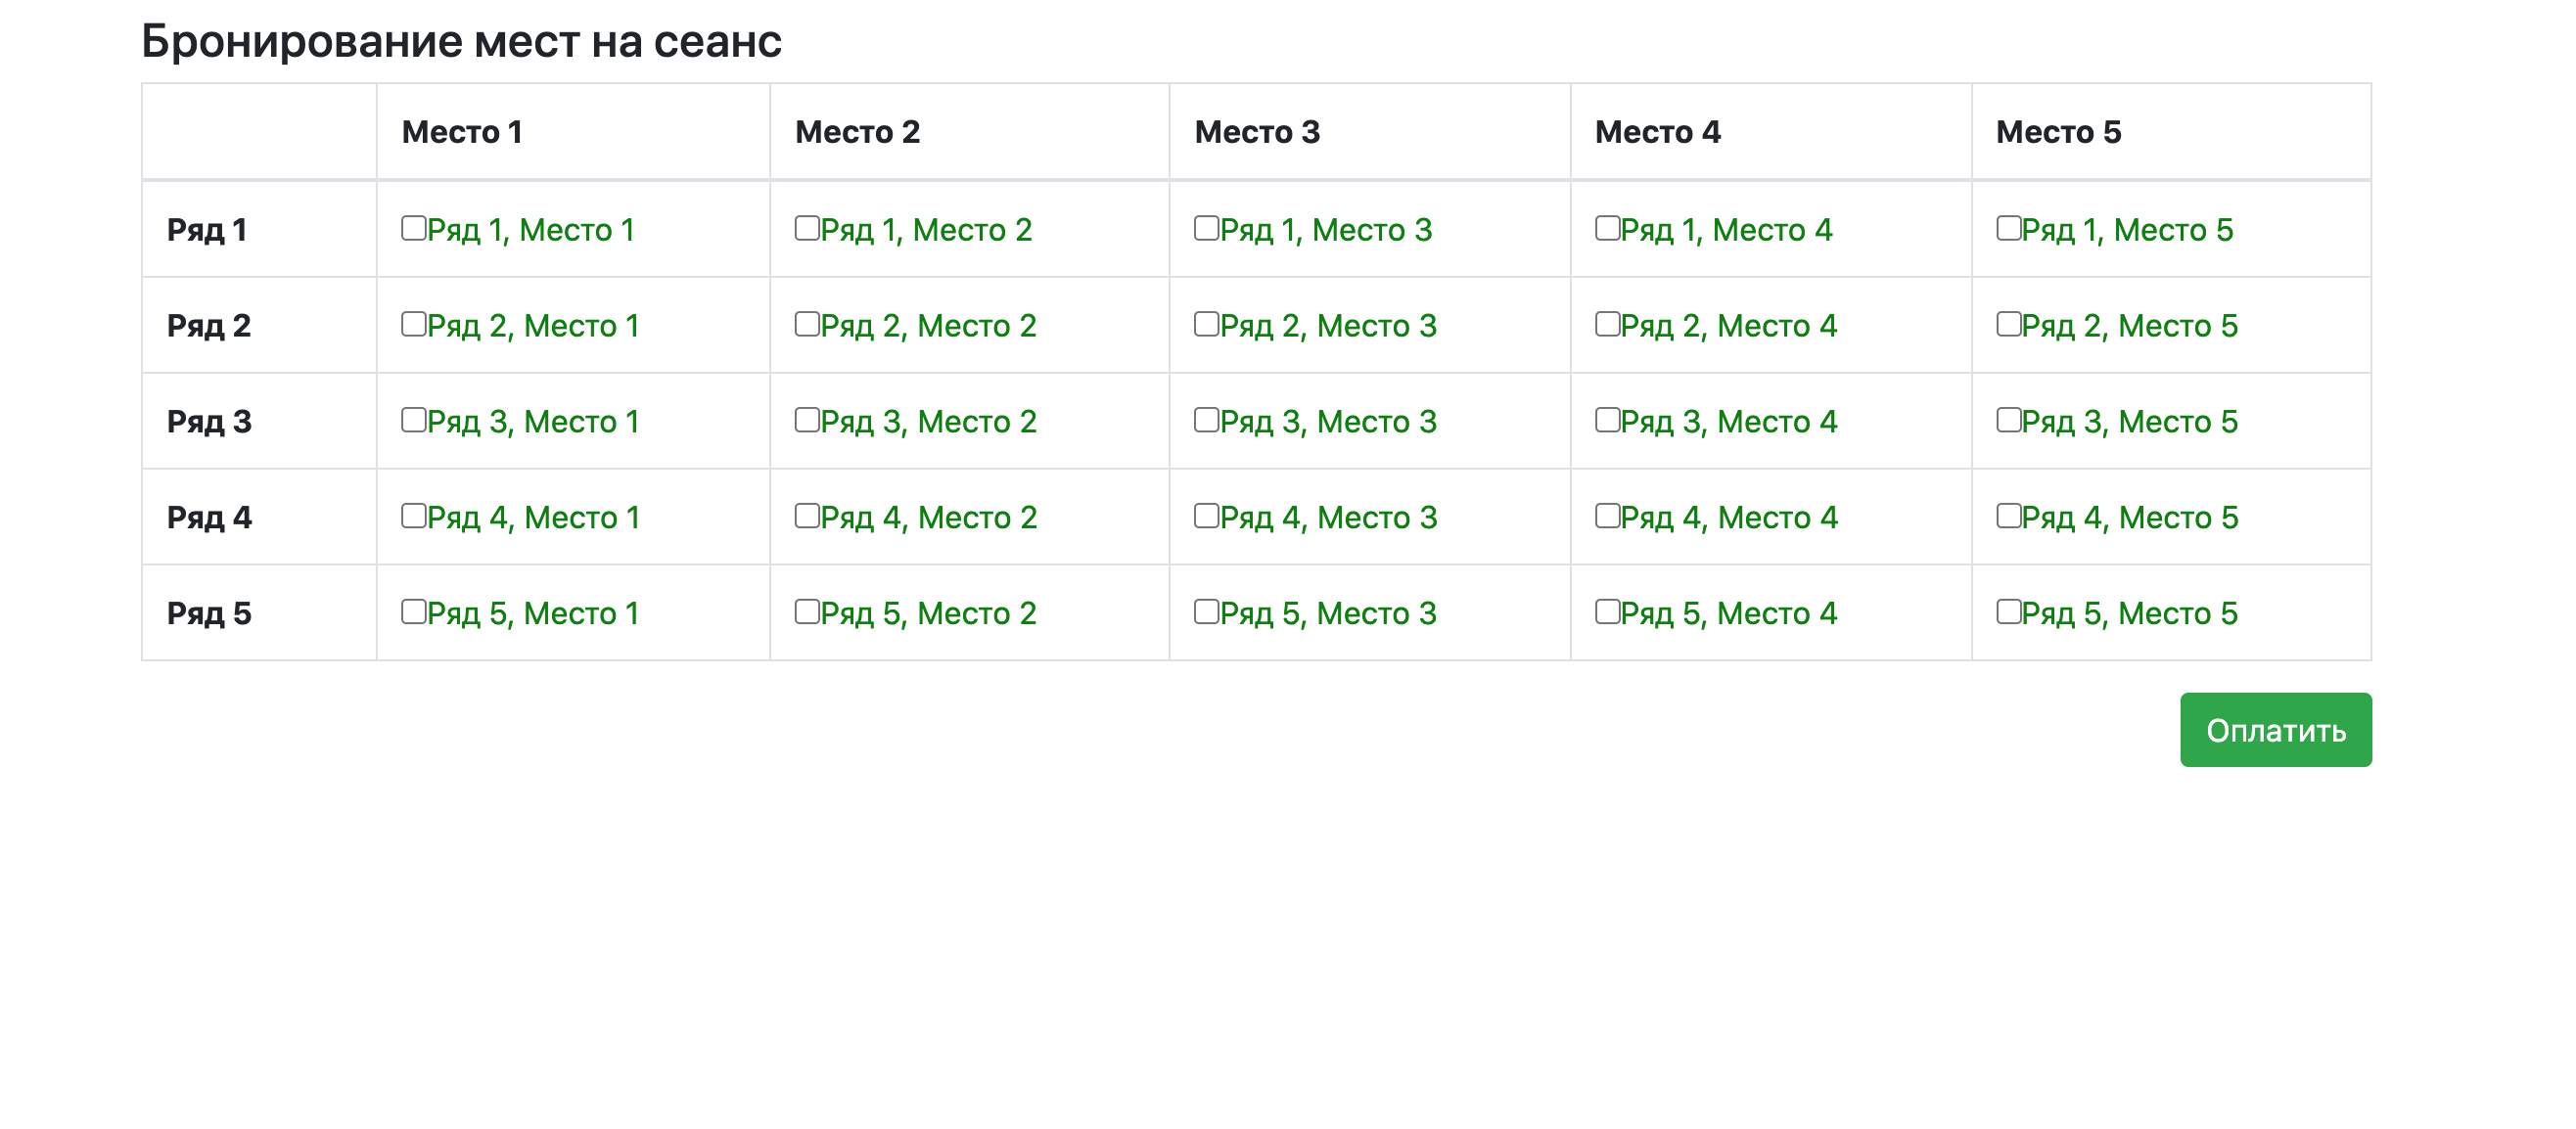 Бронирование мест на сеанс
Место 1 Место 2 Место 3 Место 4 Место 5
Ряд 1 Ряд 1, Место 1 Ряд 1, Место 2 Ряд 1, Место 3 Ряд 1, Место 4 Ряд 1, Место 5
Ряд 2 Ряд 2, Место 1 Ряд 2, Место 2 Ряд 2, Место 3 Ряд 2, Место 4 Ряд 2, Место 5
Ряд 3 Ряд 3, Место 1 Ряд 3, Место 2 Ряд 3, Место 3 Ряд 3, Место 4 Ряд 3, Место 5
Ряд 4 Ряд 4, Место 1 Ряд 4, Место 2 Ряд 4, Место 3 Ряд 4, Место 4 Ряд 4, Место 5
Ряд 5 Ряд 5, Место 1 Ряд 5, Место 2 Ряд 5, Место 3 Ряд 5, Место 4 Ряд 5, Место 5
Оплатить